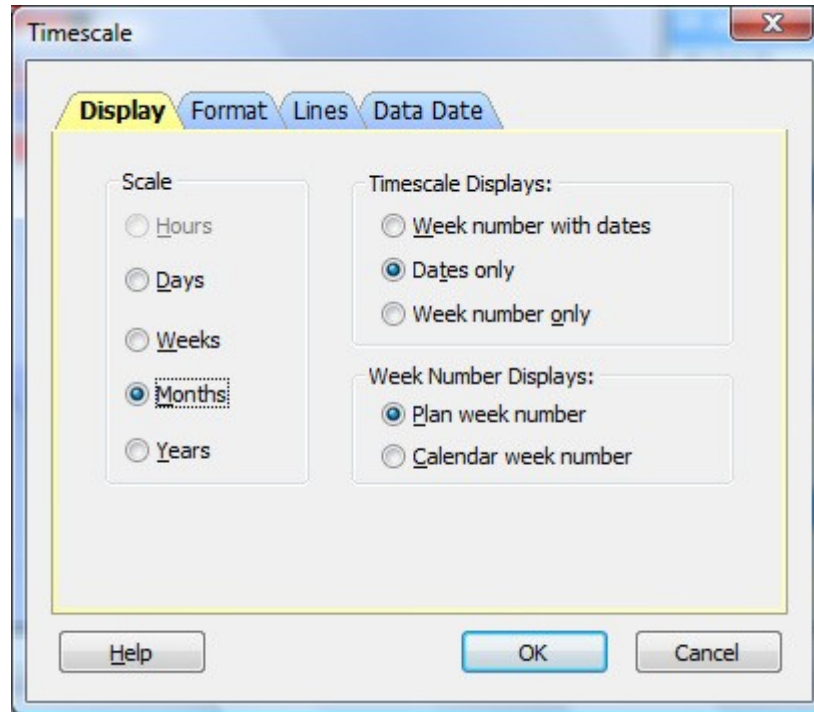 Timescale
X
Display Format Lines Data Date
Scale
Hours
Days
Weeks
Months
Years
Timescale Displays:
Week number with dates
Dates only
Week number only
Week Number Displays:
Plan week number
Calendar week number
Help OK Cancel